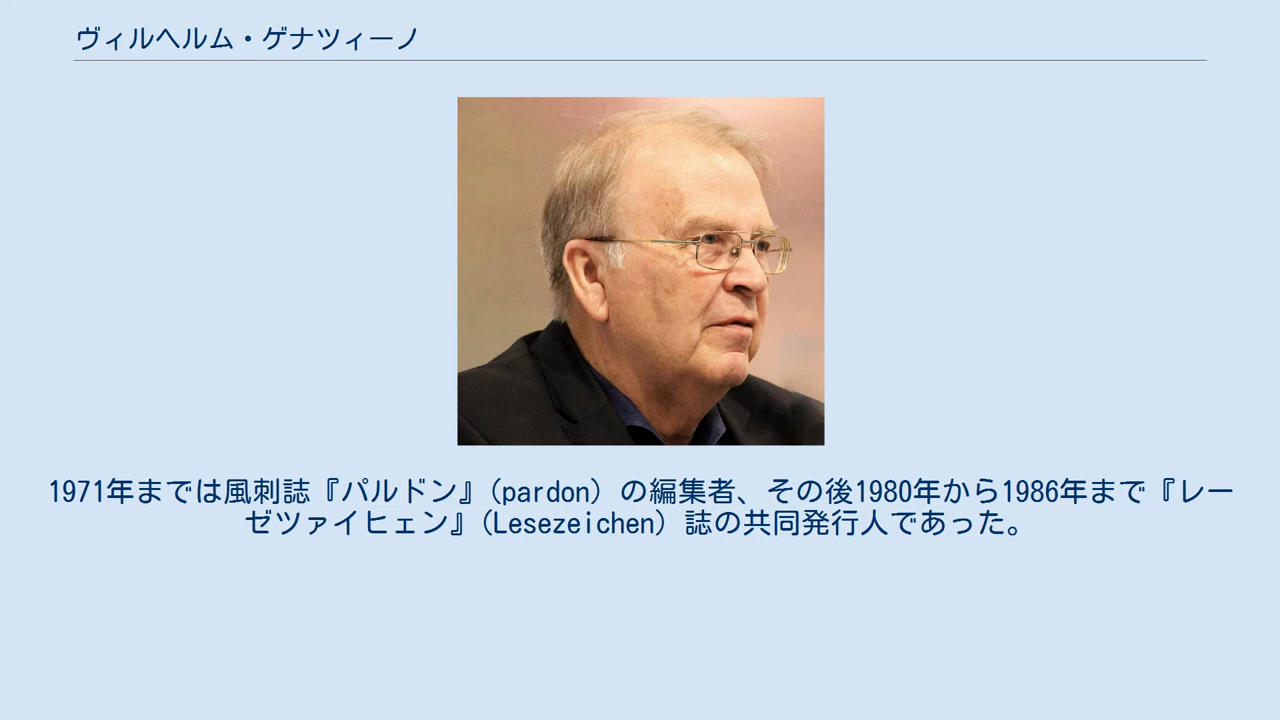 ヴィルヘルム・ゲナツィーノ
1971年までは風刺誌『パルドン』（pardon）の編集者、その後1980年から1986年まで『レー
ゼツァイヒェン』（Lesezeichen）誌の共同発行人であった。